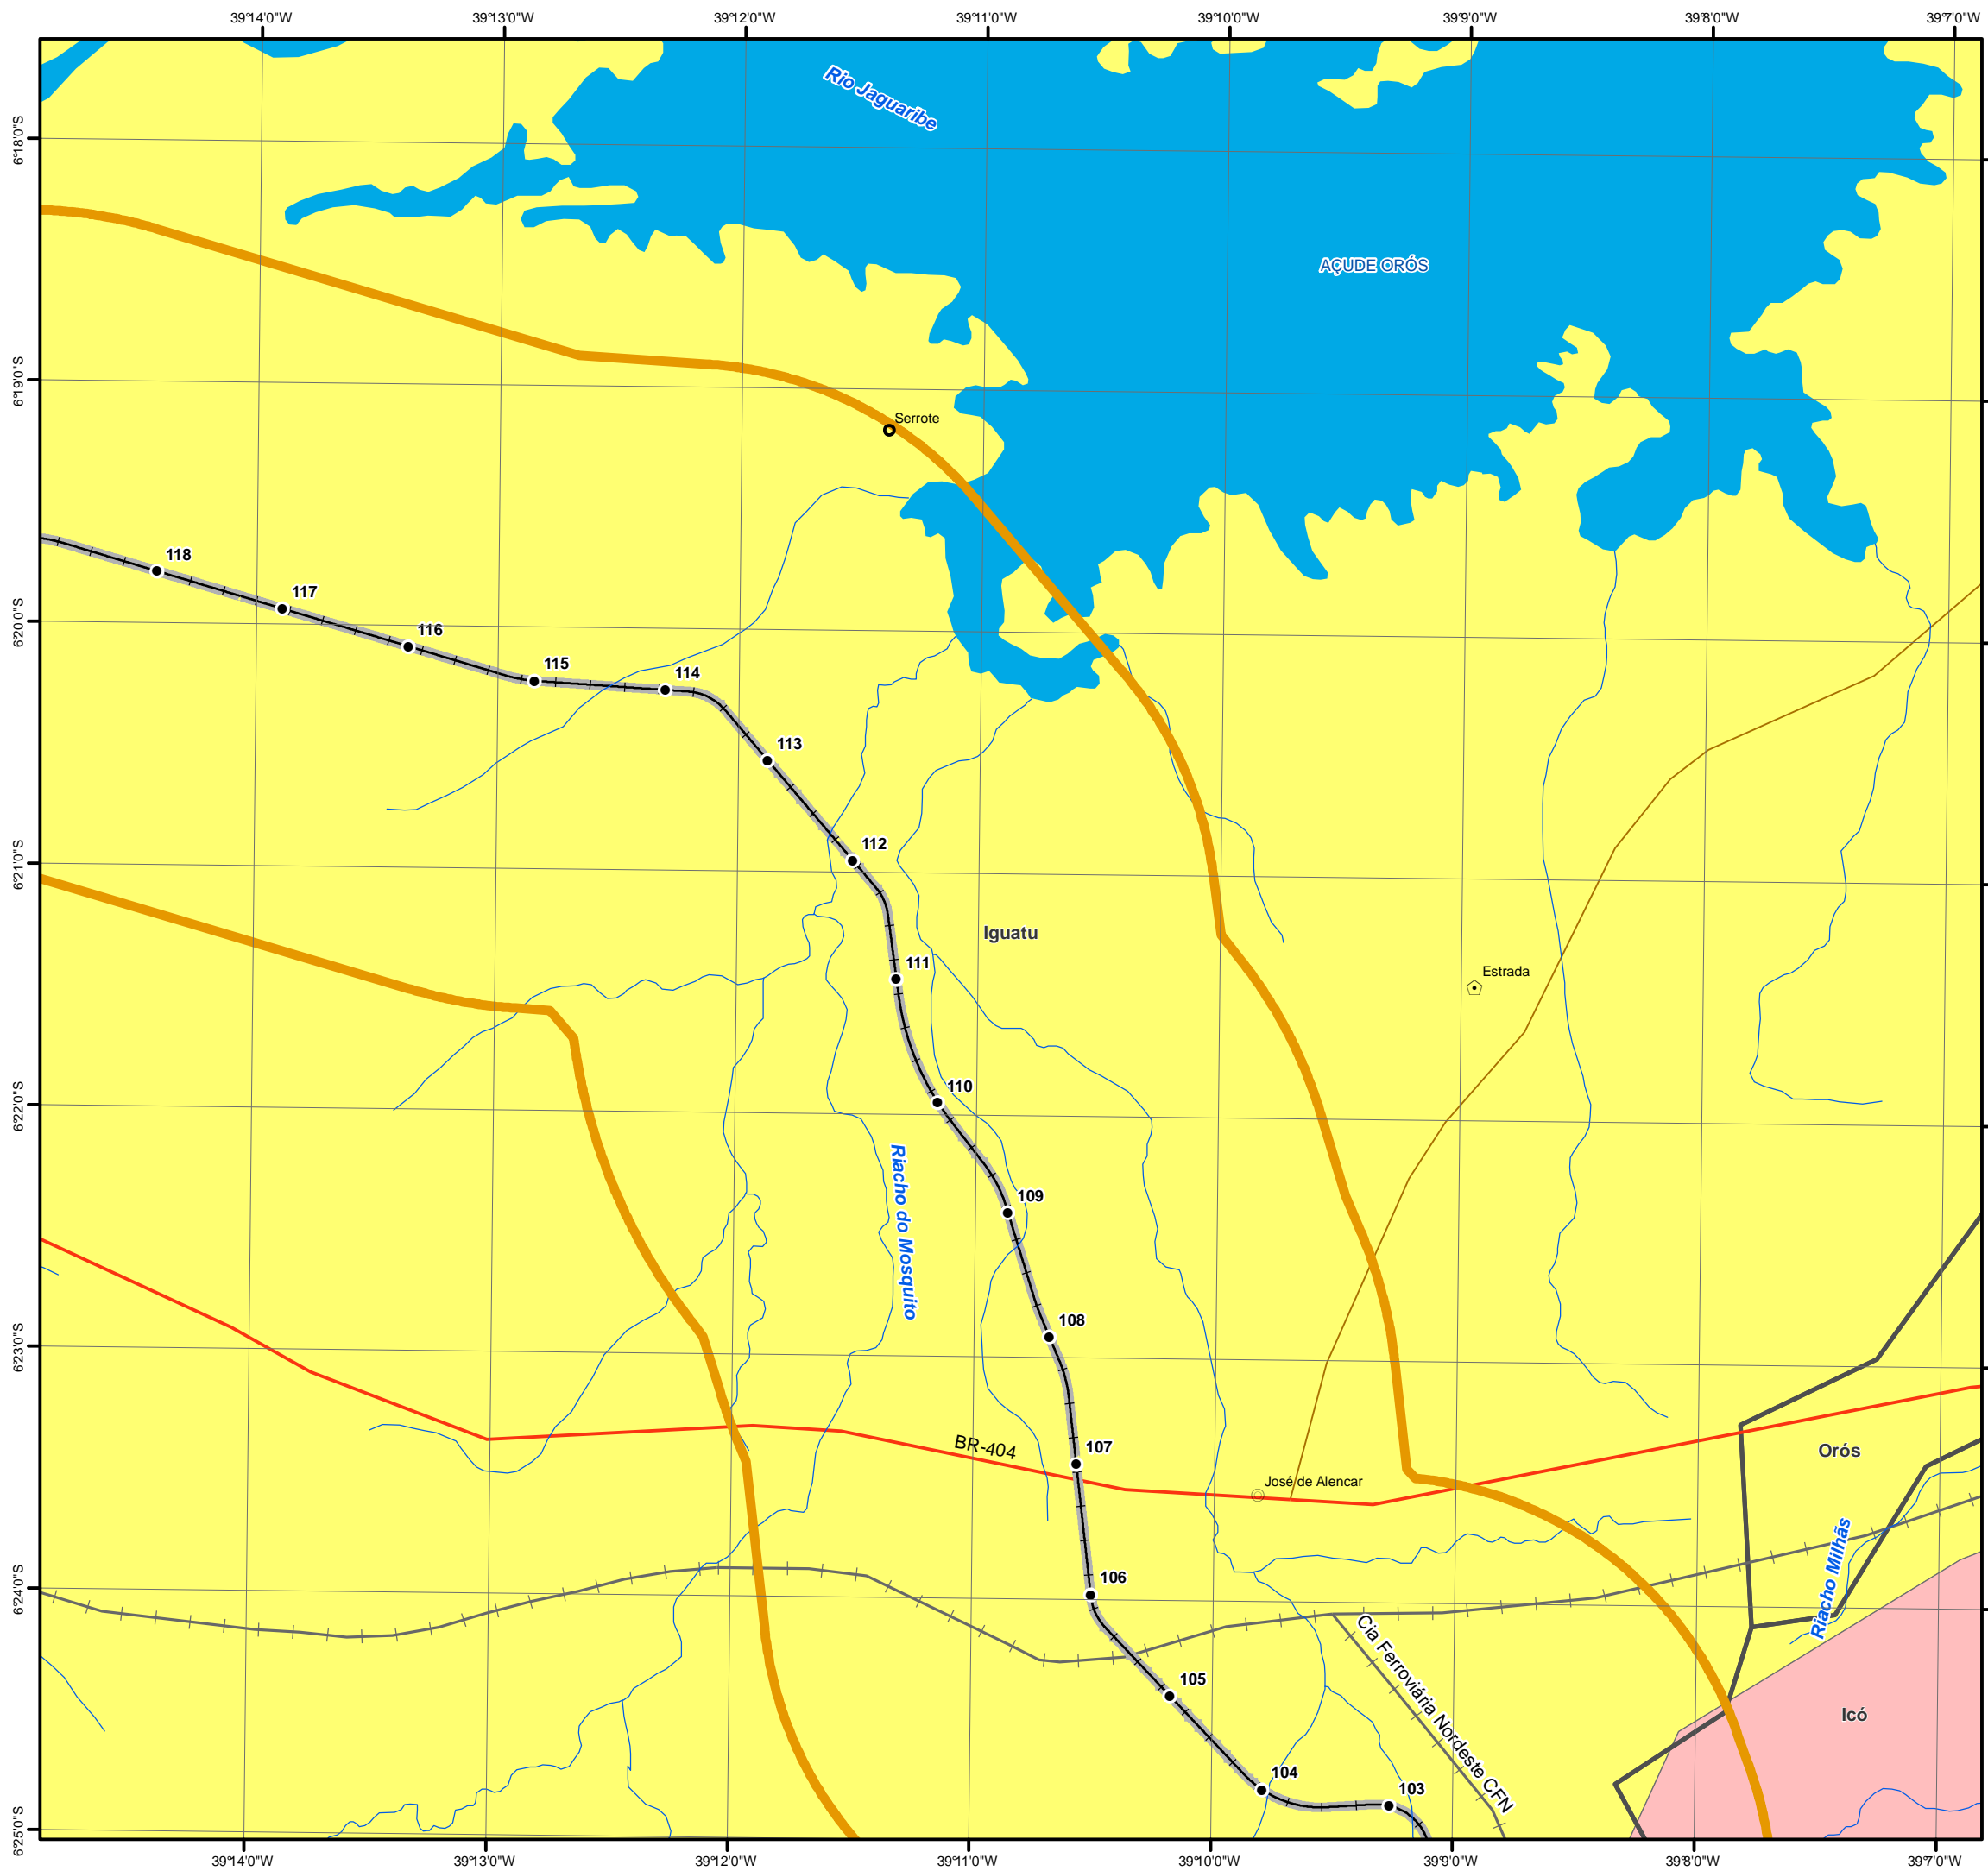 39°14'0"W 39°13'0"W 39°12'0"W 39°11'0"W 39°10'0"W 39°9'0"W 39°8'0"W 39°7'0"W
Rio Jaguaribe
6°18'0"S
AÇUDE ORÓS
6°19'0"S
Serrote
118
117
6°20'0"S
116
115
114
113
112
6°21'0"S
Iguatu
111
Estrada
110
6°22'0"S
Riacho do Mosquito
109
108
6°23'0"S
BR-404
107
Orós
José de Alencar
Riacho Milhãs
106
6°24'0"S
Cia Ferroviária Nordeste CFN
105
Icó
104
103
6°25'0"S
39°14'0"W 39°13'0"W 39°12'0"W 39°11'0"W 39°10'0"W 39°9'0"W 39°8'0"W 39°7'0"W